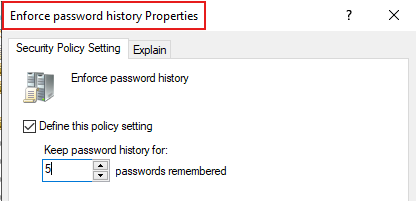 Enforce password history Properties
?
Security Policy Setting
Explain
Enforce password history
Define this policy setting
Keep password history for:
5
passwords remembered